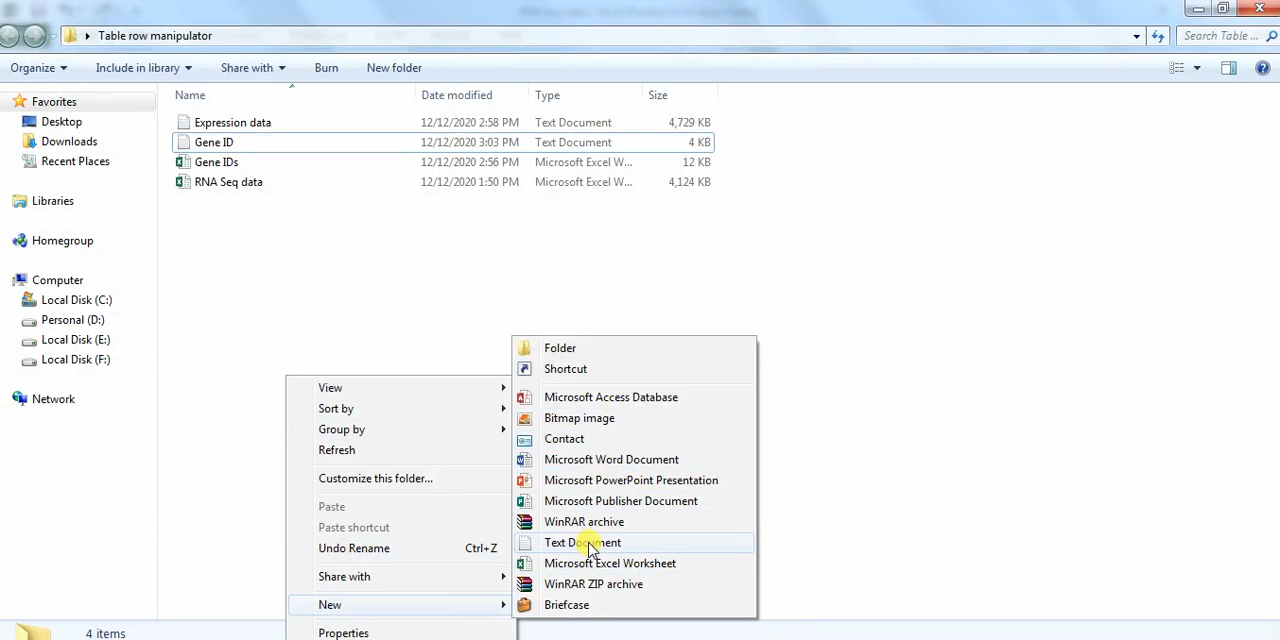 Table row manipulator
Search Table ...
Organize Include in library Share with Burn New folder
Name Date modified Type Size
Favorites
Desktop
Downloads
Recent Places
Libraries
Homegroup
Computer
Local Disk (C:)
Personal (D:)
Local Disk (E:)
Local Disk (F:)
Network
Expression data 12/12/2020 2:58 PM Text Document 4,729 KB
Gene ID 12/12/2020 3:03 PM Text Document 4 KB
Gene IDs 12/12/2020 2:56 PM Microsoft Excel W... 12 KB
RNA Seq data 12/12/2020 1:50 PM Microsoft Excel W... 4,124 KB
View
Sort by
Group by
Refresh
Customize this folder...
Paste
Paste shortcut
Undo Rename Ctrl+Z
Share with
New
Properties
Folder
Shortcut
Microsoft Access Database
Bitmap image
Contact
Microsoft Word Document
Microsoft PowerPoint Presentation
Microsoft Publisher Document
WinRAR archive
Text Document
Microsoft Excel Worksheet
WinRAR ZIP archive
Briefcase
4 items